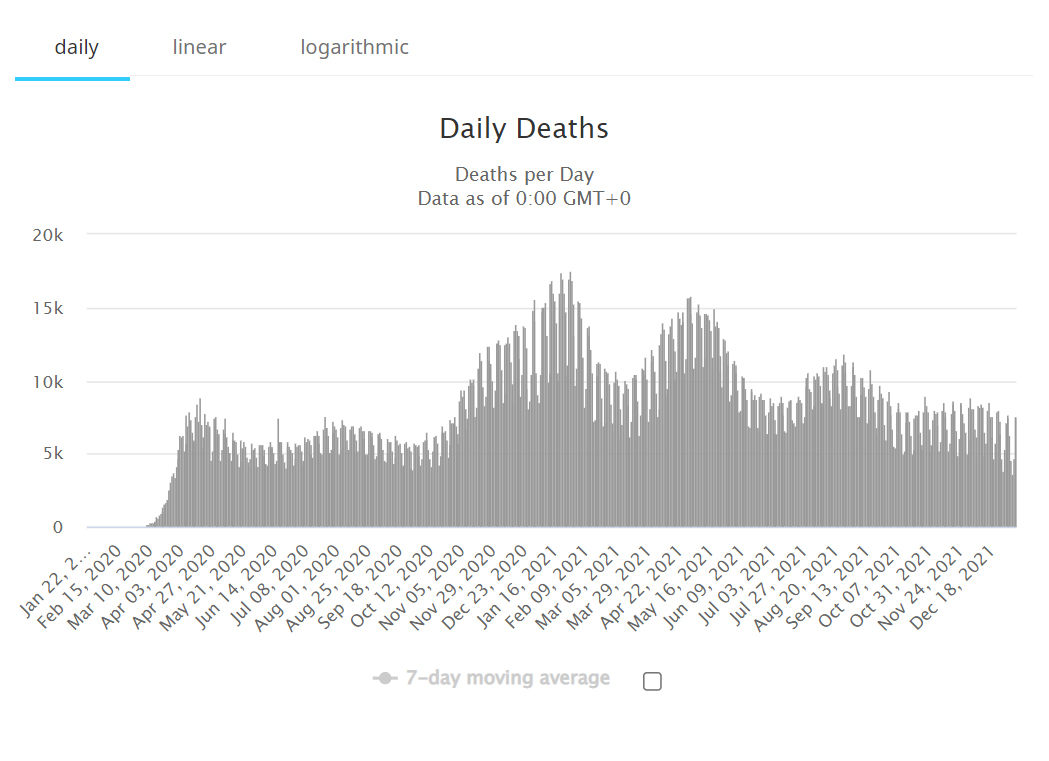 daily linear logarithmic
Daily Deaths
Deaths per Day
Data as of 0:00 GMT+0
20k
15k
10k
5k
0
Jan 22, 2...
Feb 15, 2020
Mar 10, 2020
Apr 03, 2020
Apr 27, 2020
May 21, 2020
Jun 14, 2020
Jul 08, 2020
Aug 01, 2020
Aug 25, 2020
Sep 18, 2020
Oct 12, 2020
Nov 05, 2020
Nov 29, 2020
Dec 23, 2020
Jan 16, 2021
Feb 09, 2021
Mar 05, 2021
Mar 29, 2021
Apr 22, 2021
May 16, 2021
Jun 09, 2021
Jul 03, 2021
Jul 27, 2021
Aug 20, 2021
Sep 13, 2021
Oct 07, 2021
Oct 31, 2021
Nov 24, 2021
Dec 18, 2021
7-day moving average